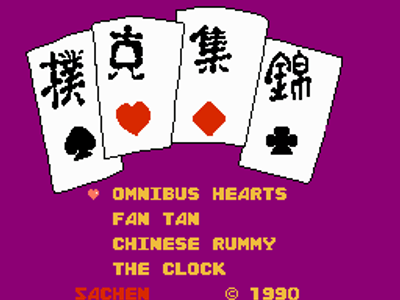 撲克集錦
OMNIBUS HEARTS
FAN TAN
CHINESE RUMMY
THE CLOCK
SACHEN © 1990